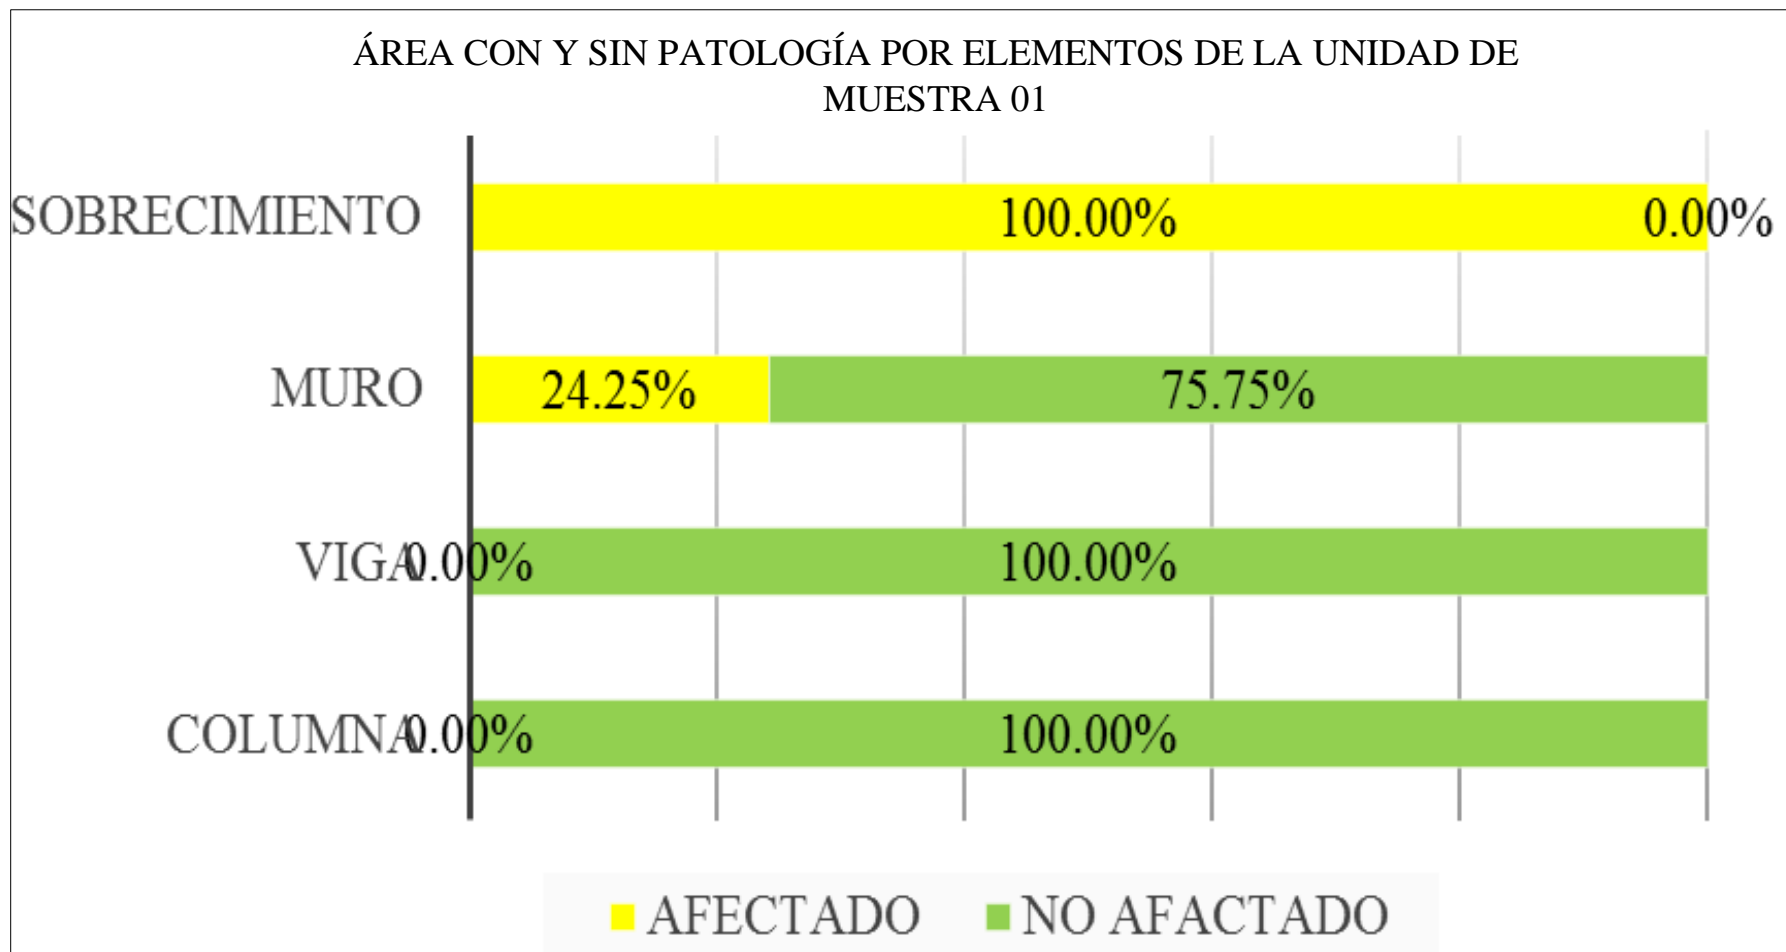 ÁREA CON Y SIN PATOLOGÍA POR ELEMENTOS DE LA UNIDAD DE
MUESTRA 01
SOBRECIMIENTO 100.00% 0.00%
MURO 24.25% 75.75%
VIGA 0.00% 100.00%
COLUMNA 0.00% 100.00%
AFECTADO NO AFACTADO